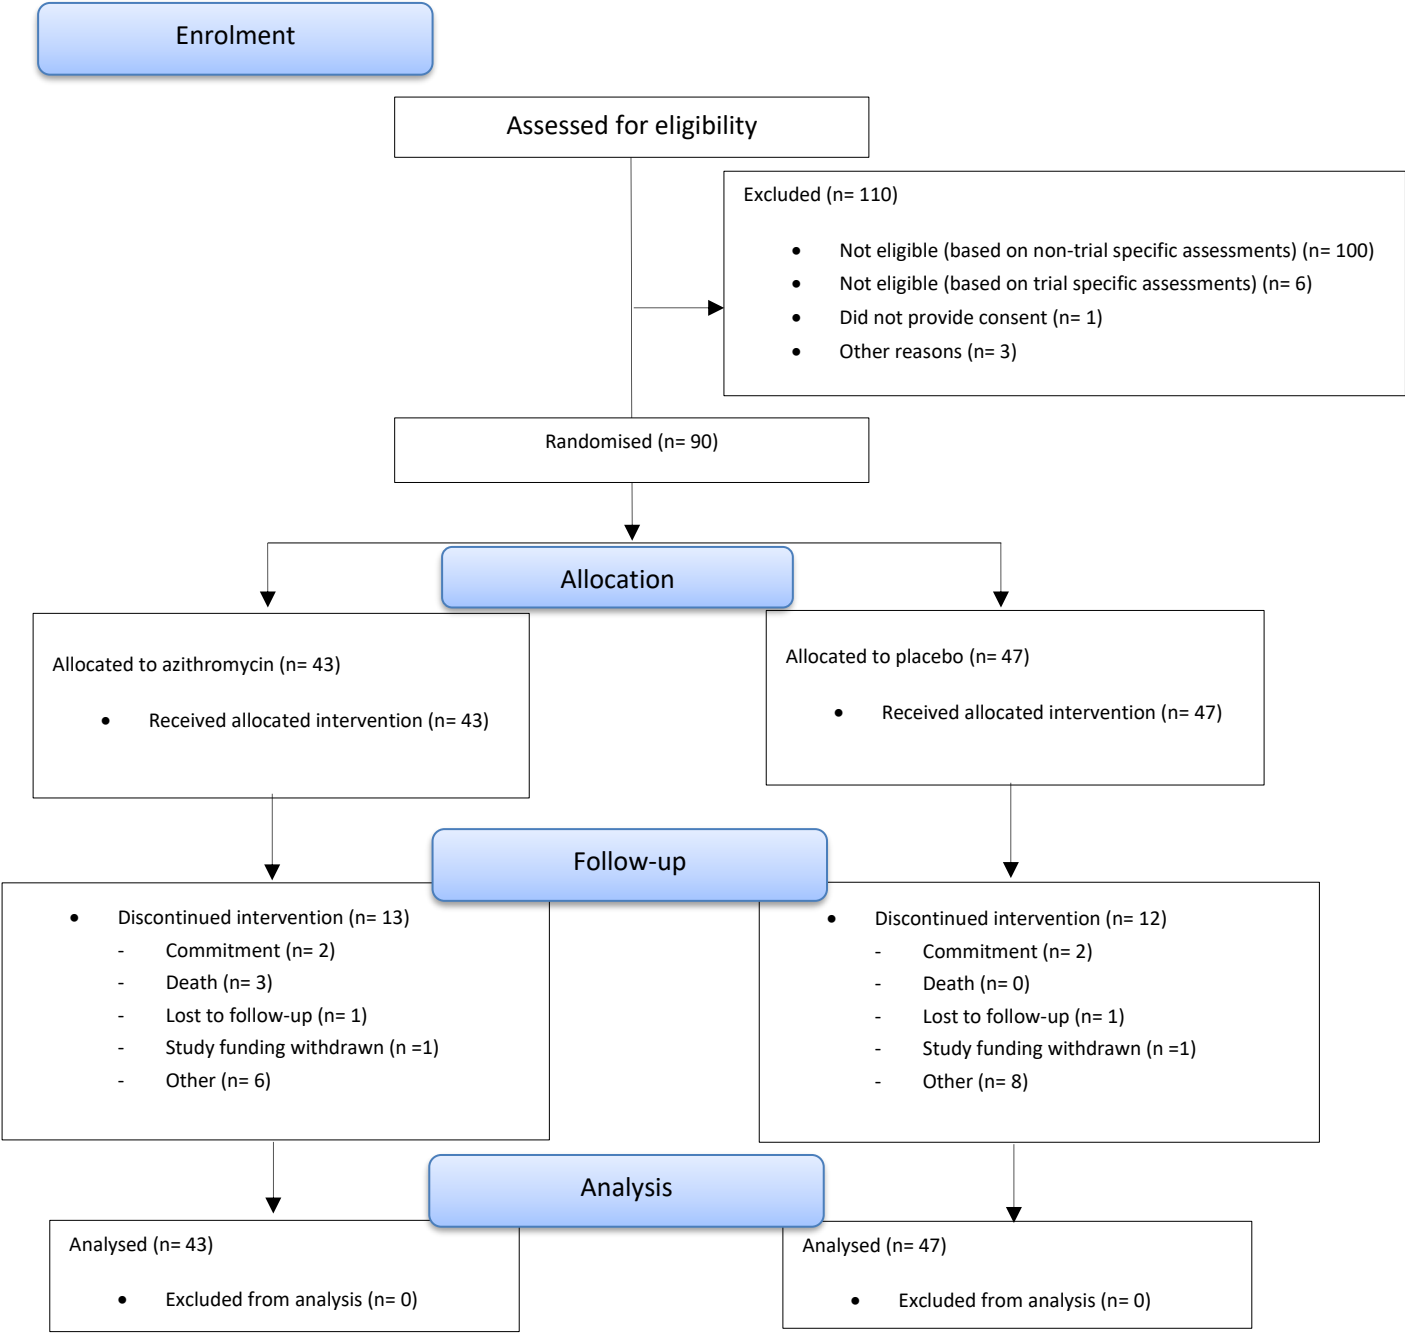 Enrolment
Assessed for eligibility
Excluded (n= 110)
• Not eligible (based on non-trial specific assessments) (n= 100)
• Not eligible (based on trial specific assessments) (n= 6)
• Did not provide consent (n= 1)
• Other reasons (n= 3)
Randomised (n= 90)
Allocation
Allocated to azithromycin (n= 43)
• Received allocated intervention (n= 43)
Allocated to placebo (n= 47)
• Received allocated intervention (n= 47)
Follow-up
• Discontinued intervention (n= 13)
- Commitment (n= 2)
- Death (n= 3)
- Lost to follow-up (n= 1)
- Study funding withdrawn (n =1)
- Other (n= 6)
• Discontinued intervention (n= 12)
- Commitment (n= 2)
- Death (n= 0)
- Lost to follow-up (n= 1)
- Study funding withdrawn (n =1)
- Other (n= 8)
Analysis
Analysed (n= 43)
• Excluded from analysis (n= 0)
Analysed (n= 47)
• Excluded from analysis (n= 0)